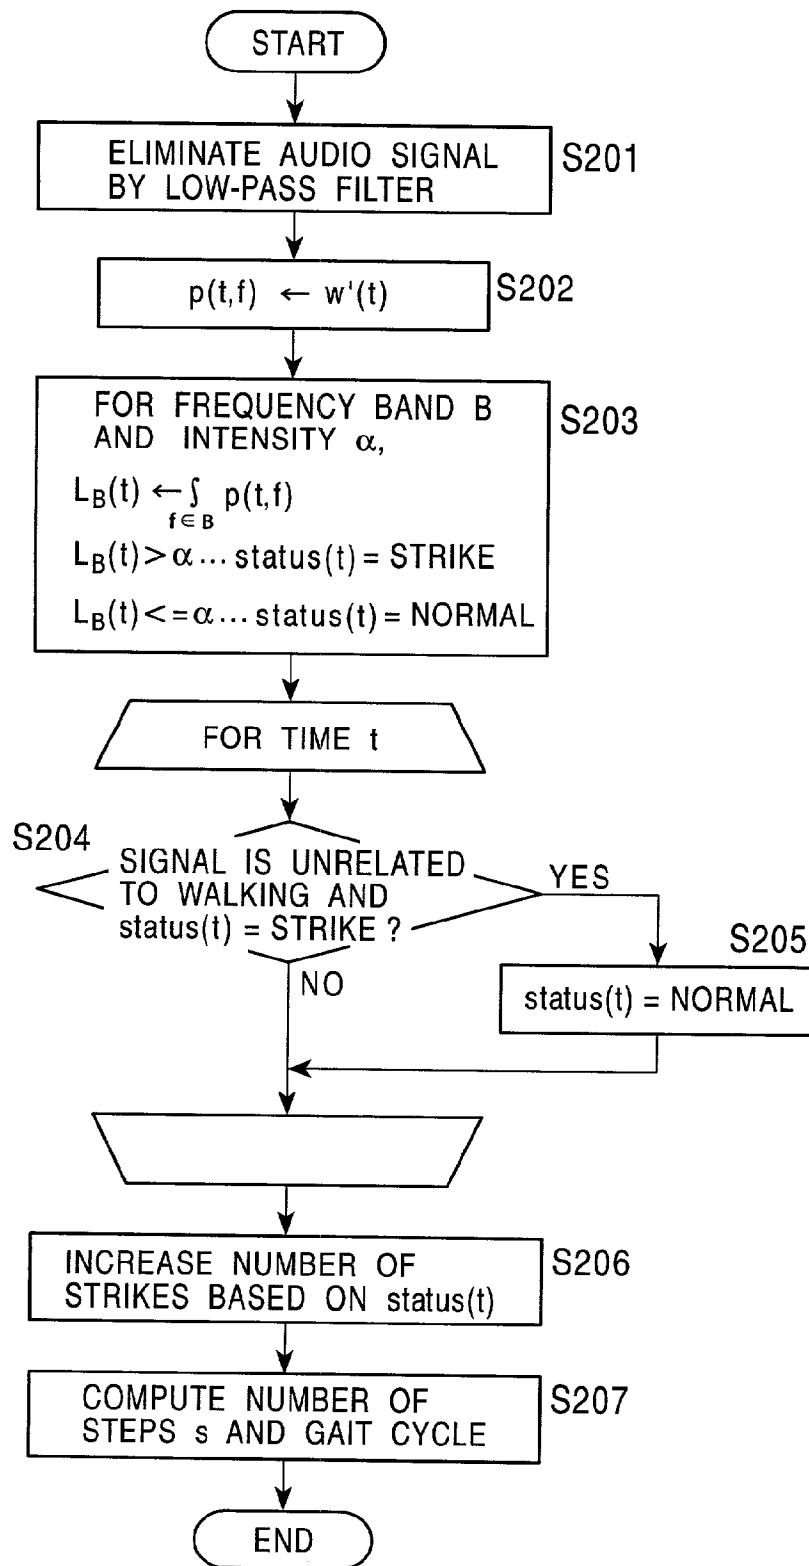 START
ELIMINATE AUDIO SIGNAL
BY LOW-PASS FILTER
S201
p(t,f) ← w'(t)
S202
FOR FREQUENCY BAND B
AND INTENSITY α,
S203
L_B(t) ← ∫ p(t,f)
f ∈ B
L_B(t) > α ... status(t) = STRIKE
L_B(t) <= α ... status(t) = NORMAL
FOR TIME t
S204
SIGNAL IS UNRELATED
TO WALKING AND
status(t) = STRIKE ?
YES
NO
S205
status(t) = NORMAL
INCREASE NUMBER OF
STRIKES BASED ON status(t)
S206
COMPUTE NUMBER OF
STEPS s AND GAIT CYCLE
S207
END